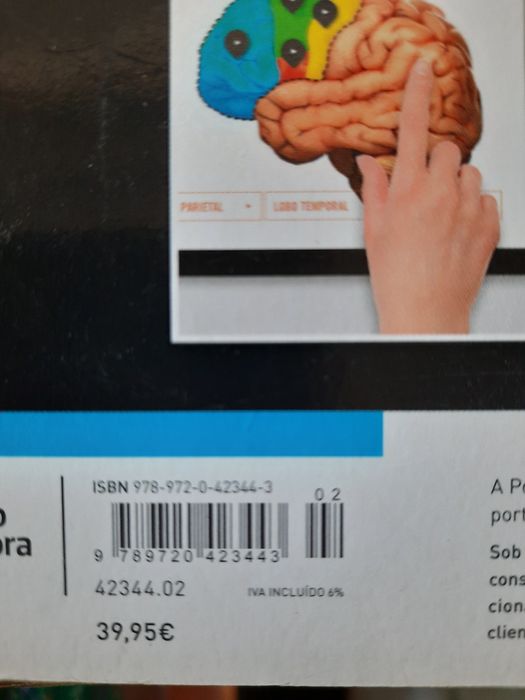 PARIETAL
LOBO TEMPORAL
ISBN 978-972-0-42344-3
0 2
9 789720 423443
42344.02
IVA INCLUÍDO 6%
39,95€
A P
port
Sob
cons
cion
clien
o
ora